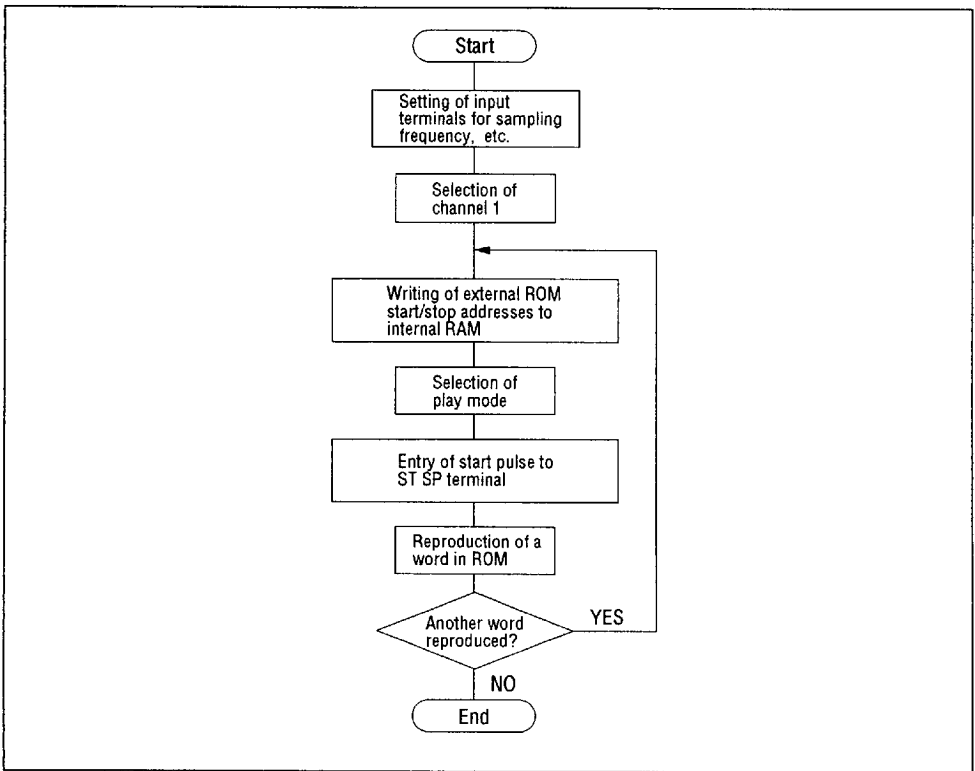 Start
Setting of input
terminals for sampling
frequency, etc.
Selection of
channel 1
Writing of external ROM
start/stop addresses to
internal RAM
Selection of
play mode
Entry of start pulse to
ST SP terminal
Reproduction of a
word in ROM
Another word
reproduced?
YES
NO
End